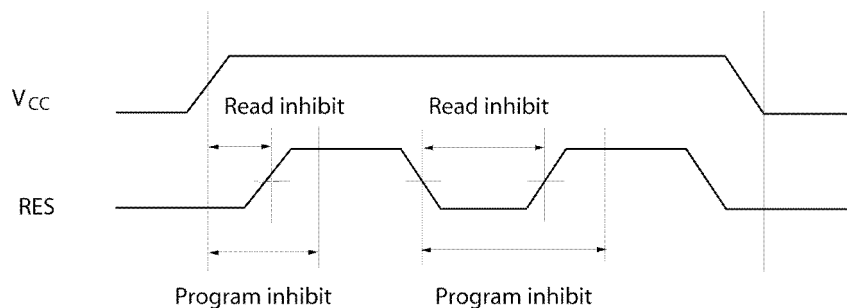 VCC
Read inhibit Read inhibit
RES
Program inhibit Program inhibit